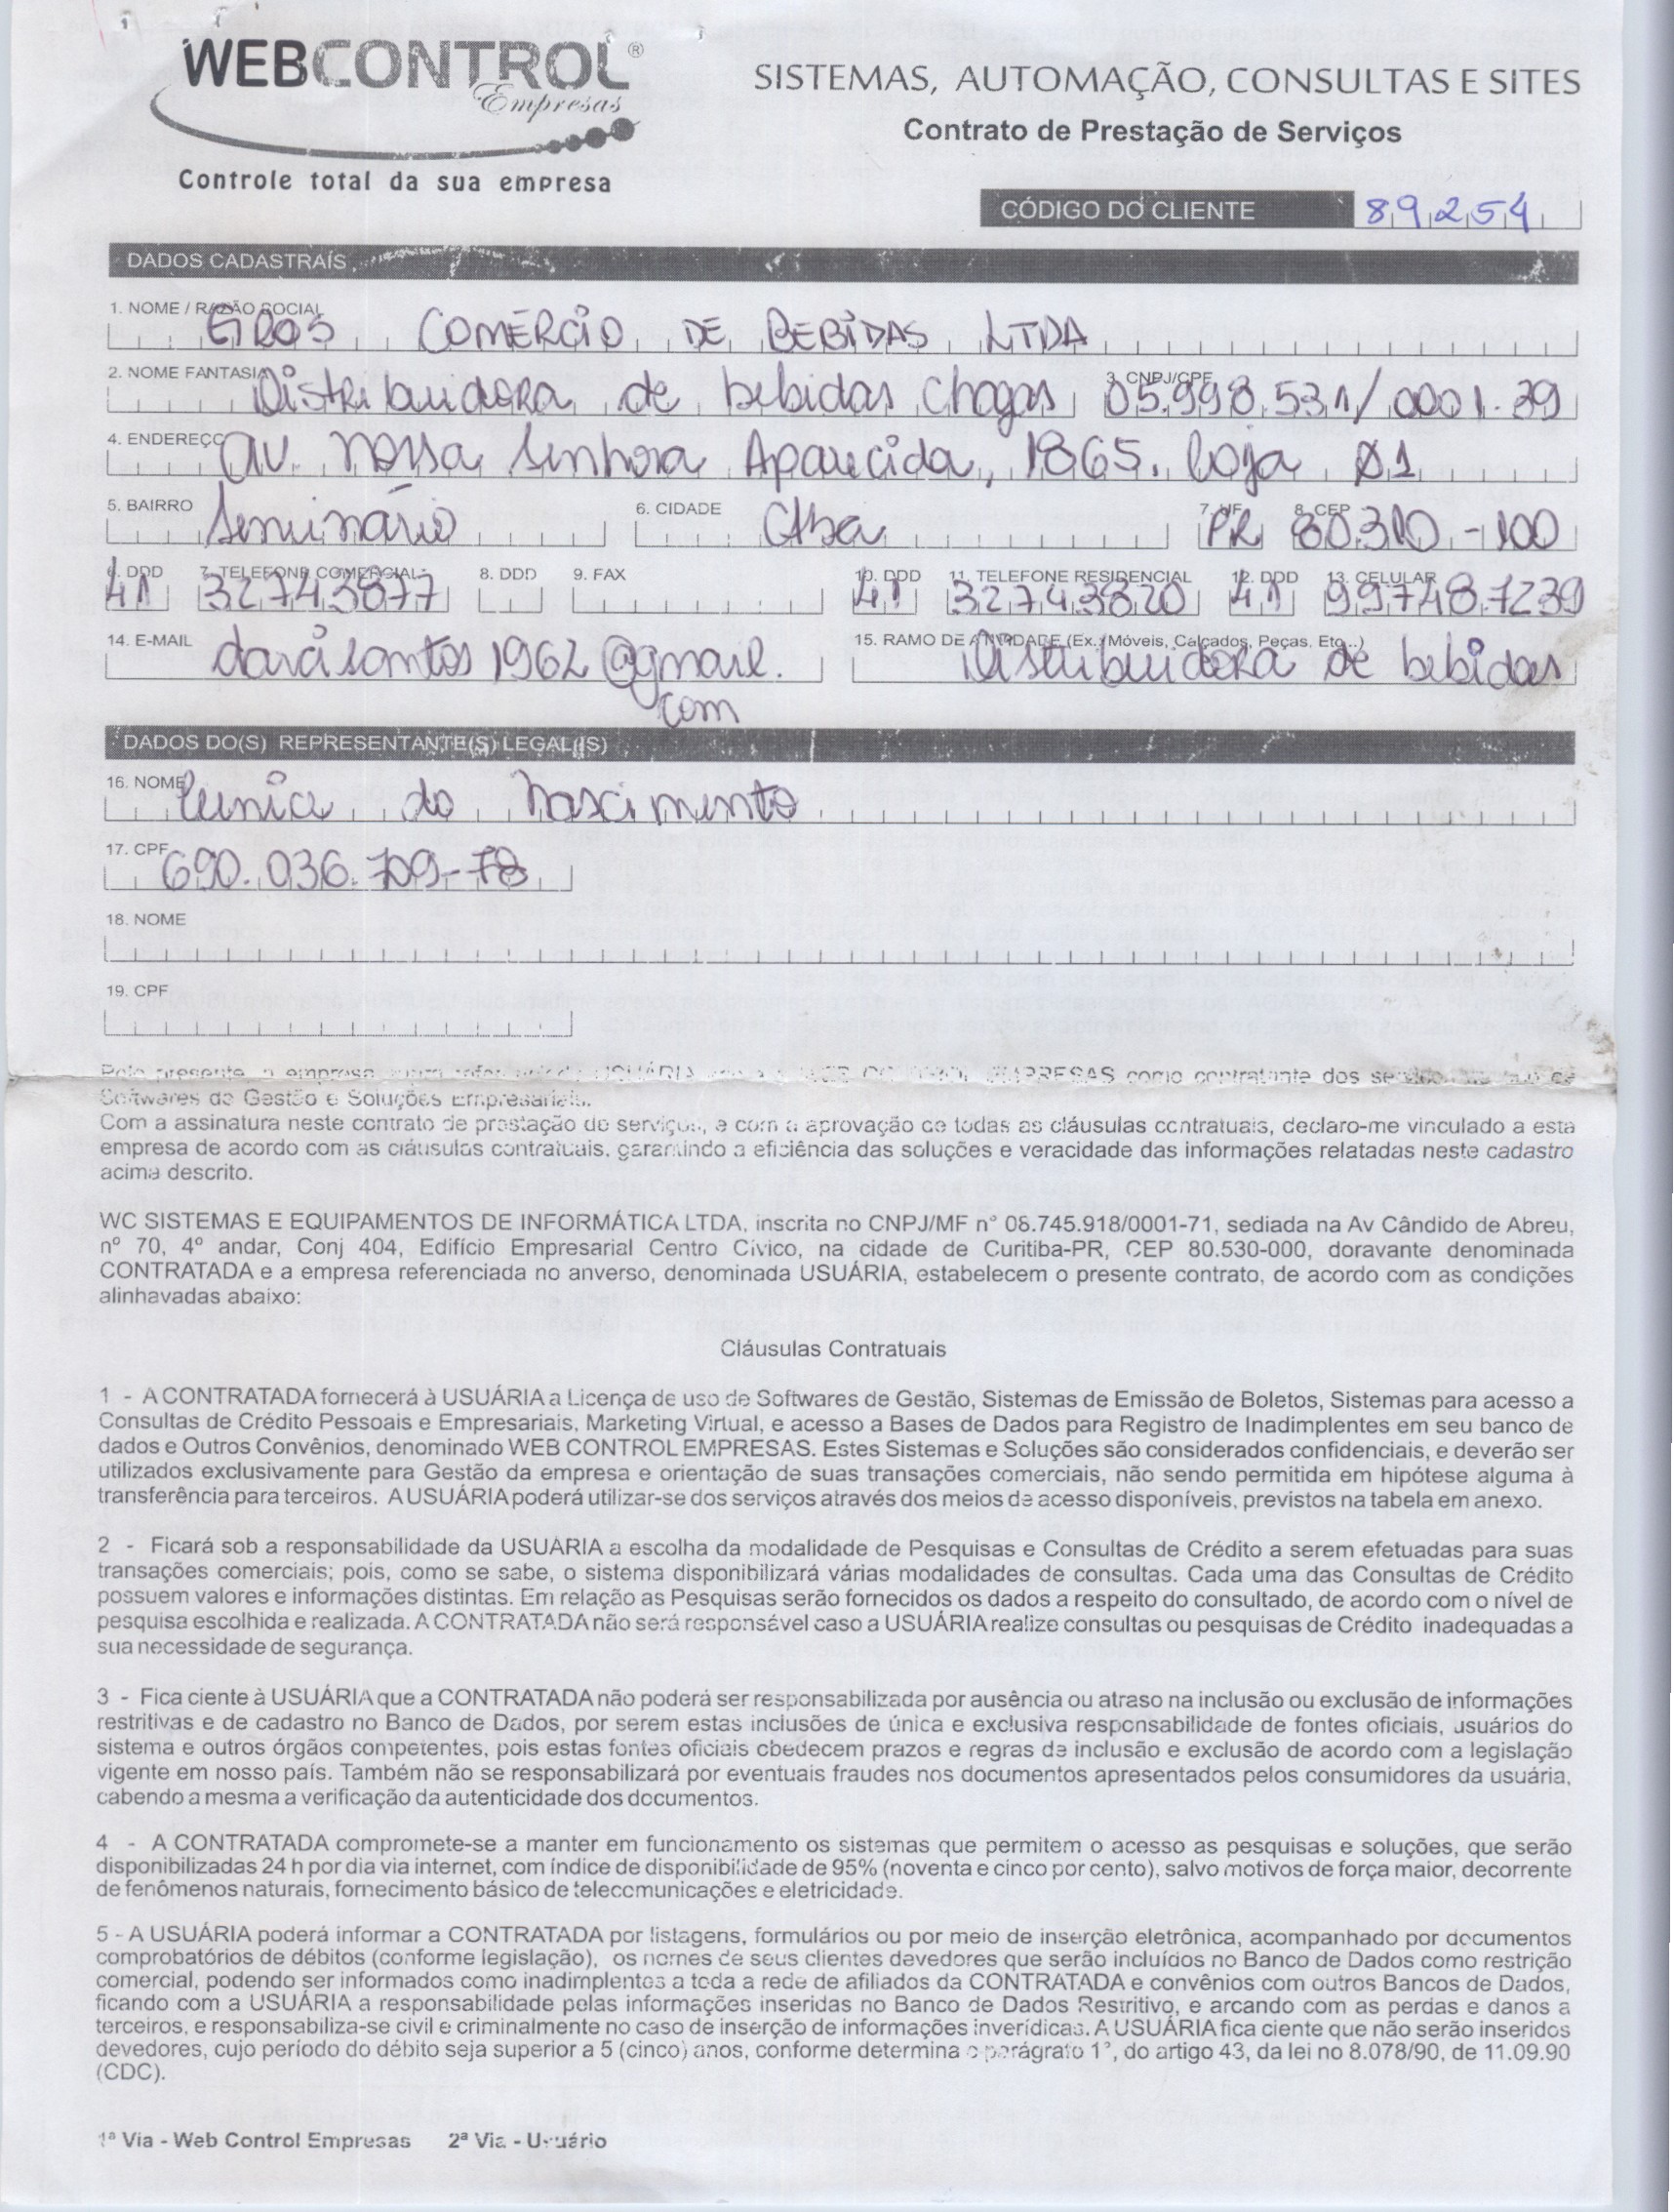 WEBCONTROL®
Empresas
Controle total da sua empresa
SISTEMAS, AUTOMAÇÃO, CONSULTAS E SITES
Contrato de Prestação de Serviços
CÓDIGO DO CLIENTE 89254
DADOS CADASTRAIS
1. NOME / RAZÃO SOCIAL
GROS COMÉRCIO DE BEBIDAS LTDA
2. NOME FANTASIA 3. CNPJ/CPF
Distribuidora de bebidas Chagas 05.998.531/0001.39
4. ENDEREÇO
Av. Nossa Senhora Aparecida, 1865. loja 01
5. BAIRRO 6. CIDADE 7. UF 8. CEP
Seminário Ctba PR 80.310-100
6. DDD 7. TELEFONE COMERCIAL 8. DDD 9. FAX 10. DDD 11. TELEFONE RESIDENCIAL 12. DDD 13. CELULAR
41 32743877 41 32743820 41 99748.7239
14. E-MAIL 15. RAMO DE ATIVIDADE (Ex. Móveis, Calçados, Peças, Etc..)
darcisantos1962@gmail. Distribuidora de bebidas
com
DADOS DO(S) REPRESENTANTE(S) LEGAL(IS)
16. NOME
do Nascimento
17. CPF
690.036.709-78
18. NOME
19. CPF
Pelo presente, a empresa USUÁRIA EMPRESAS como contratante dos
Softwares de Gestão e Soluções Empresariais.
Com a assinatura neste contrato de prestação de serviços, e com a aprovação de todas as cláusulas contratuais, declaro-me vinculado a esta
empresa de acordo com as cláusulas contratuais, garantindo a eficiência das soluções e veracidade das informações relatadas neste cadastro
acima descrito.
WC SISTEMAS E EQUIPAMENTOS DE INFORMÁTICA LTDA, inscrita no CNPJ/MF n° 08.745.918/0001-71, sediada na Av Cândido de Abreu,
nº 70, 4º andar, Conj 404, Edifício Empresarial Centro Cívico, na cidade de Curitiba-PR, CEP 80.530-000, doravante denominada
CONTRATADA e a empresa referenciada no anverso, denominada USUÁRIA, estabelecem o presente contrato, de acordo com as condições
alinhavadas abaixo:
Cláusulas Contratuais
1 - A CONTRATADA fornecerá à USUÁRIA a Licença de uso de Softwares de Gestão, Sistemas de Emissão de Boletos, Sistemas para acesso a
Consultas de Crédito Pessoais e Empresariais, Marketing Virtual, e acesso a Bases de Dados para Registro de Inadimplentes em seu banco de
dados e Outros Convênios, denominado WEB CONTROL EMPRESAS. Estes Sistemas e Soluções são considerados confidenciais, e deverão ser
utilizados exclusivamente para Gestão da empresa e orientação de suas transações comerciais, não sendo permitida em hipótese alguma à
transferência para terceiros. A USUÁRIA poderá utilizar-se dos serviços através dos meios de acesso disponíveis, previstos na tabela em anexo.
2 - Ficará sob a responsabilidade da USUÁRIA a escolha da modalidade de Pesquisas e Consultas de Crédito a serem efetuadas para suas
transações comerciais; pois, como se sabe, o sistema disponibilizará várias modalidades de consultas. Cada uma das Consultas de Crédito
possuem valores e informações distintas. Em relação as Pesquisas serão fornecidos os dados a respeito do consultado, de acordo com o nível de
pesquisa escolhida e realizada. A CONTRATADA não será responsável caso a USUÁRIA realize consultas ou pesquisas de Crédito inadequadas a
sua necessidade de segurança.
3 - Fica ciente à USUÁRIA que a CONTRATADA não poderá ser responsabilizada por ausência ou atraso na inclusão ou exclusão de informações
restritivas e de cadastro no Banco de Dados, por serem estas inclusões de única e exclusiva responsabilidade de fontes oficiais, usuários do
sistema e outros órgãos competentes, pois estas fontes oficiais obedecem prazos e regras de inclusão e exclusão de acordo com a legislação
vigente em nosso país. Também não se responsabilizará por eventuais fraudes nos documentos apresentados pelos consumidores da usuária,
cabendo a mesma a verificação da autenticidade dos documentos.
4 - A CONTRATADA compromete-se a manter em funcionamento os sistemas que permitem o acesso as pesquisas e soluções, que serão
disponibilizadas 24 h por dia via internet, com índice de disponibilidade de 95% (noventa e cinco por cento), salvo motivos de força maior, decorrente
de fenômenos naturais, fornecimento básico de telecomunicações e eletricidade.
5 - A USUÁRIA poderá informar a CONTRATADA por listagens, formulários ou por meio de inserção eletrônica, acompanhado por documentos
comprobatórios de débitos (conforme legislação), os nomes de seus clientes devedores que serão incluídos no Banco de Dados como restrição
comercial, podendo ser informados como inadimplentes a toda a rede de afiliados da CONTRATADA e convênios com outros Bancos de Dados,
ficando com a USUÁRIA a responsabilidade pelas informações inseridas no Banco de Dados Restritivo, e arcando com as perdas e danos a
terceiros, e responsabiliza-se civil e criminalmente no caso de inserção de informações inverídicas. A USUÁRIA fica ciente que não serão inseridos
devedores, cujo período do débito seja superior a 5 (cinco) anos, conforme determina o parágrafo 1°, do artigo 43, da lei no 8.078/90, de 11.09.90
(CDC).
1ª Via - Web Control Empresas 2ª Via - Usuário